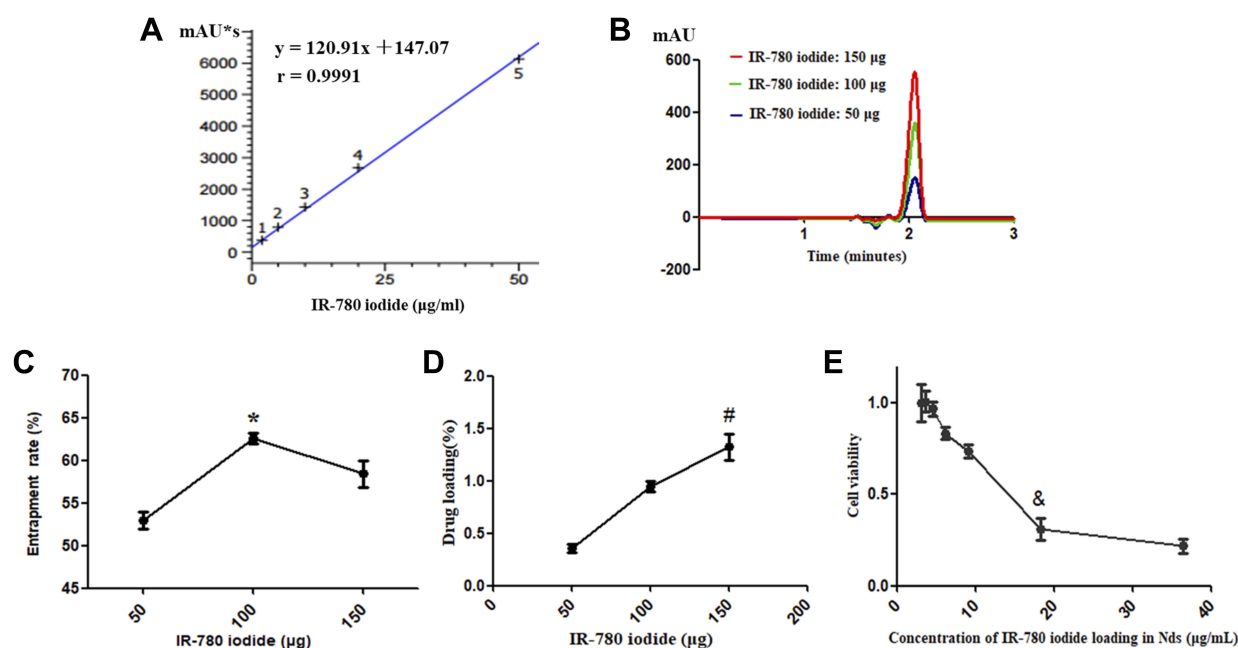 A
mAU*s
y = 120.91x +147.07
r = 0.9991
6000
5000
4000
3000
2000
1000
0
1
2
3
4
5
0
25
50
IR-780 iodide (µg/ml)
B
mAU
600
400
200
0
-200
IR-780 iodide: 150 µg
IR-780 iodide: 100 µg
IR-780 iodide: 50 µg
1
2
3
Time (minutes)
C
Entrapment rate (%)
70
65
60
55
50
45
*
50
100
150
IR-780 iodide (µg)
D
Drug loading(%)
2.0
1.5
1.0
0.5
0.0
#
0
50
100
150
200
IR-780 iodide (µg)
E
Cell viability
1.0
0.5
0.0
&
0
10
20
30
40
Concentration of IR-780 iodide loading in Nds (µg/mL)